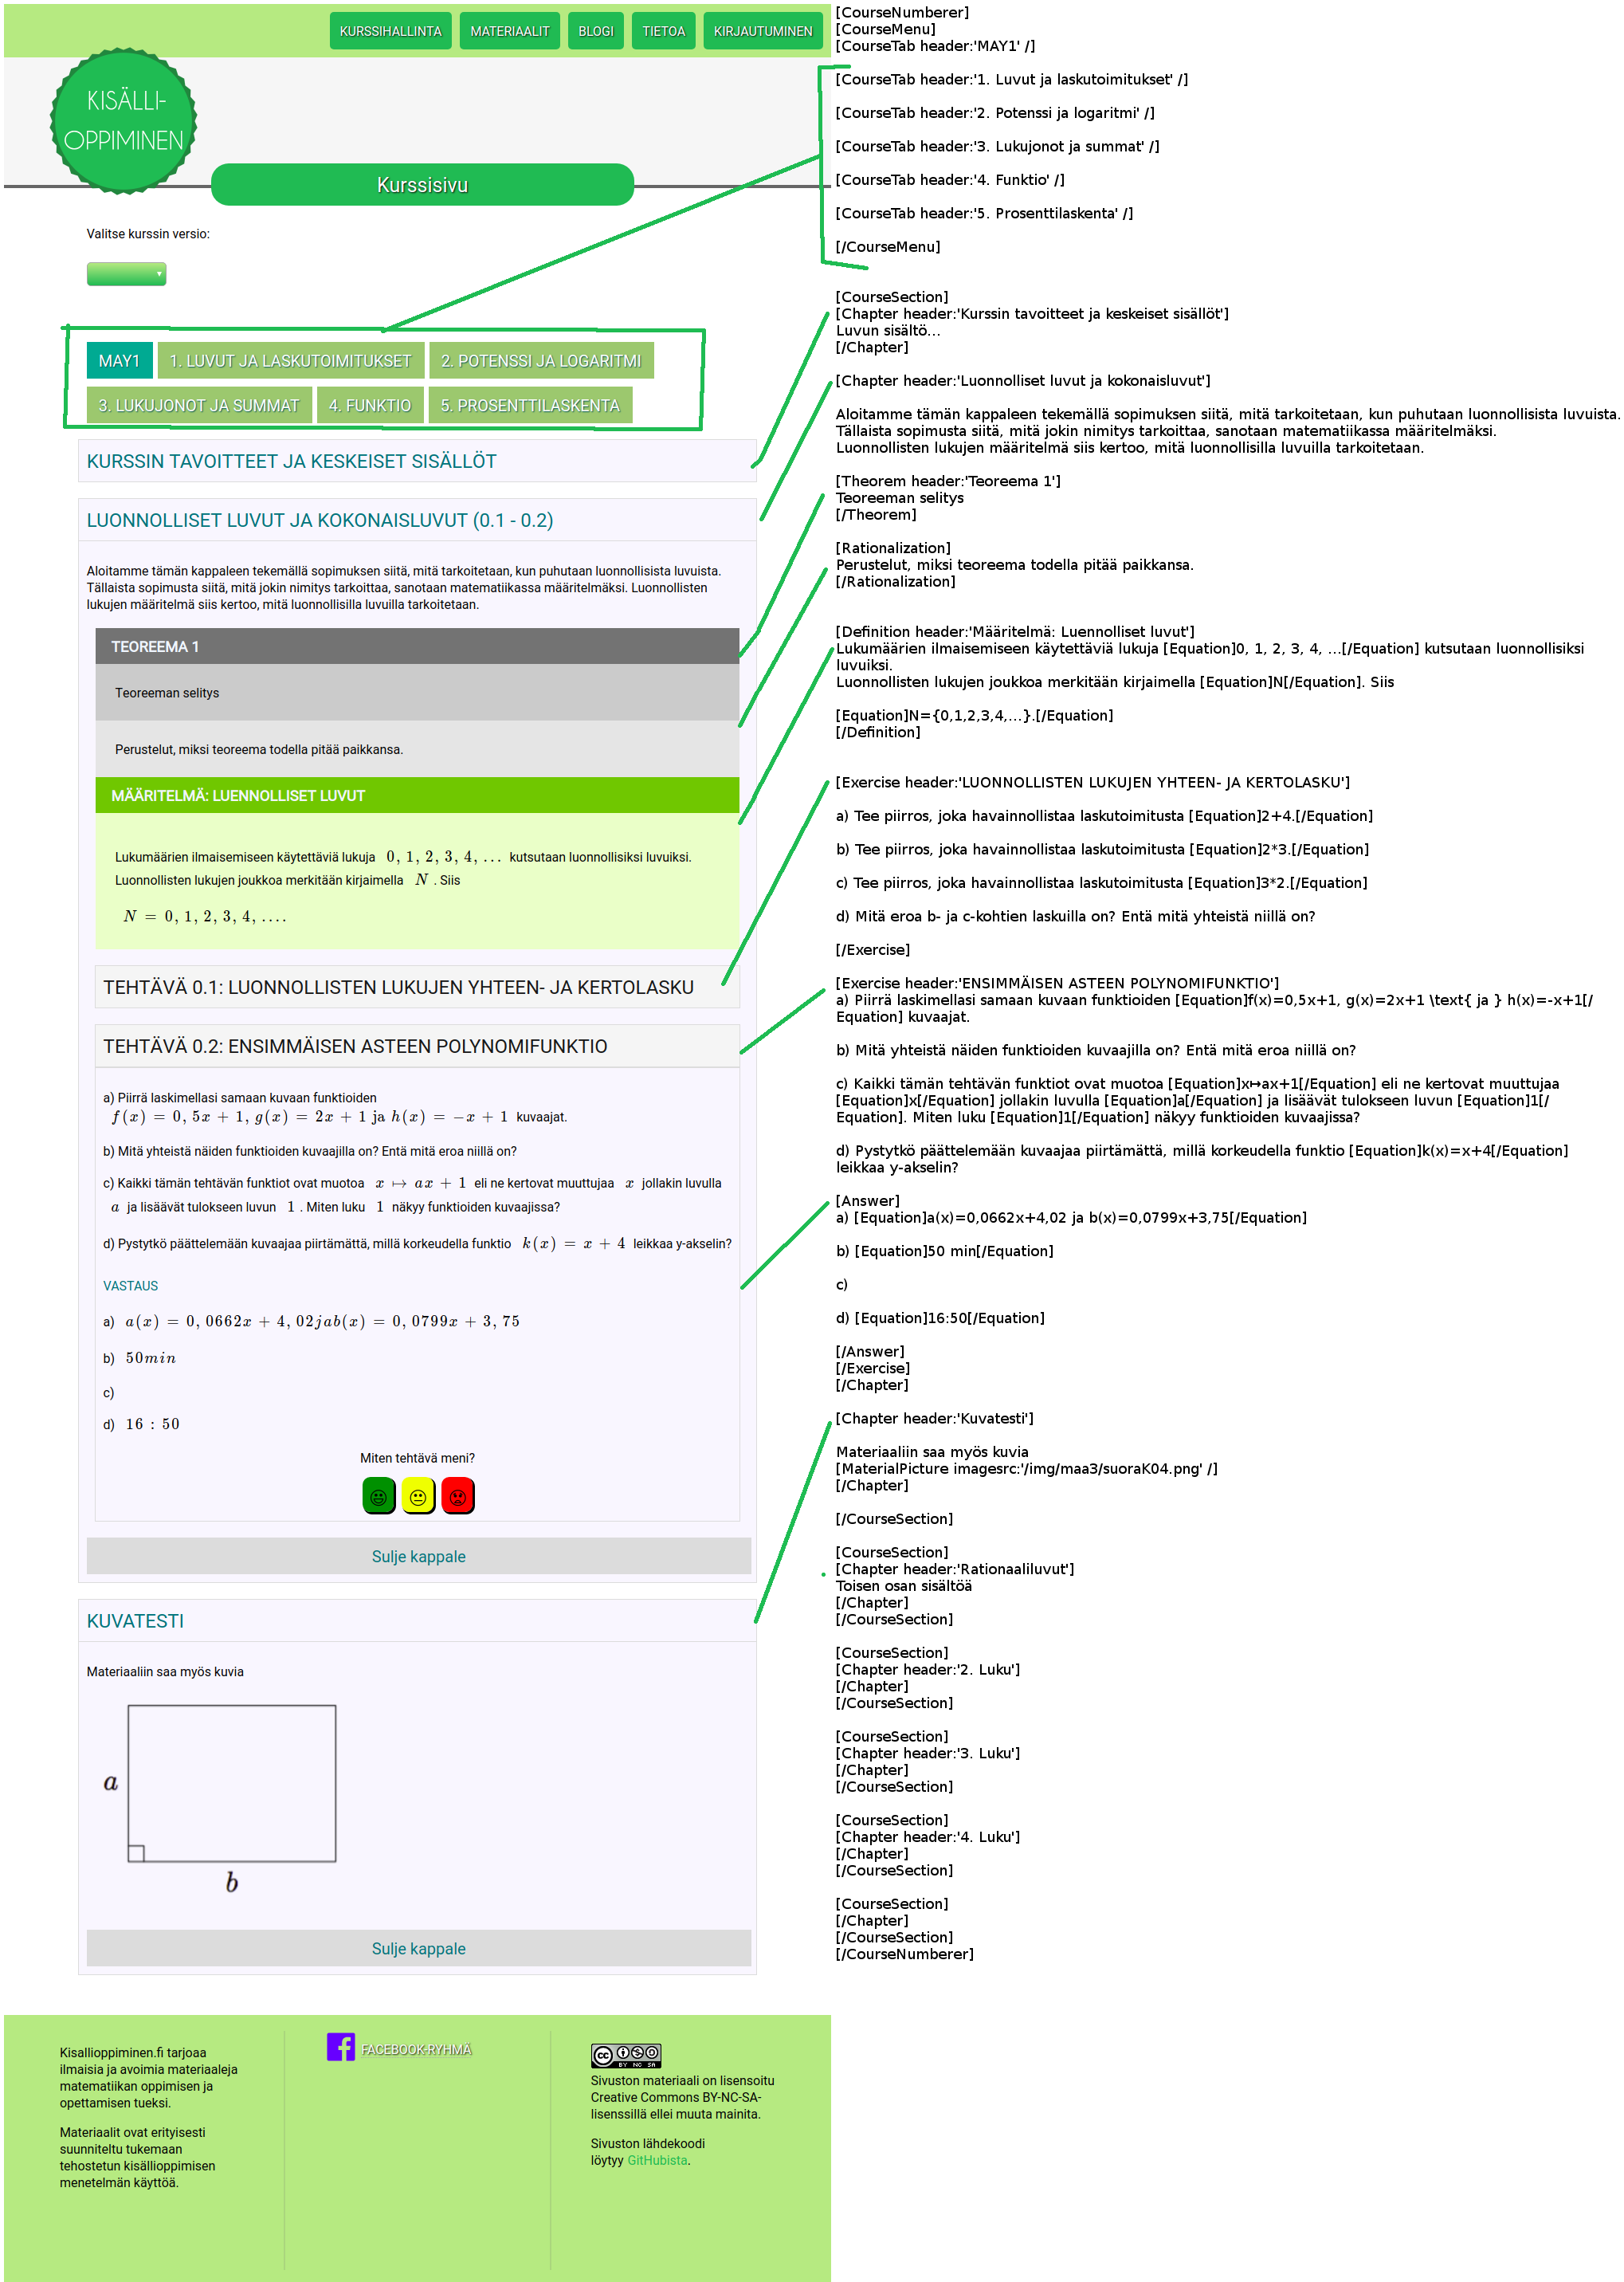 KURSSIHALLINTA
MATERIAALIT
BLOGI
TIETOA
KIRJAUTUMINEN
KISÄLLI-
OPPIMINEN
Kurssisivu
Valitse kurssin versio:
MAY1
1. LUVUT JA LASKUTOIMITUKSET
2. POTENSSI JA LOGARITMI
3. LUKUJONOT JA SUMMAT
4. FUNKTIO
5. PROSENTTILASKENTA
KURSSIN TAVOITTEET JA KESKEISET SISÄLLÖT
LUONNOLLISET LUVUT JA KOKONAISLUVUT (0.1 - 0.2)
Aloitamme tämän kappaleen tekemällä sopimuksen siitä, mitä tarkoitetaan, kun puhutaan luonnollisista luvuista.
Tällaista sopimusta siitä, mitä jokin nimitys tarkoittaa, sanotaan matematiikassa määritelmäksi. Luonnollisten
lukujen määritelmä siis kertoo, mitä luonnollisilla luvuilla tarkoitetaan.
TEOREEMA 1
Teoreeman selitys
Perustelut, miksi teoreema todella pitää paikkansa.
MÄÄRITELMÄ: LUENNOLLISET LUVUT
Lukumäärien ilmaisemiseen käytettäviä lukuja 0, 1, 2, 3, 4, … kutsutaan luonnollisiksi luvuiksi.
Luonnollisten lukujen joukkoa merkitään kirjaimella N . Siis
N = 0, 1, 2, 3, 4, ….
TEHTÄVÄ 0.1: LUONNOLLISTEN LUKUJEN YHTEEN- JA KERTOLASKU
TEHTÄVÄ 0.2: ENSIMMÄISEN ASTEEN POLYNOMIFUNKTIO
a) Piirrä laskimellasi samaan kuvaan funktioiden
f(x) = 0, 5x + 1, g(x) = 2x + 1 ja h(x) = −x + 1 kuvaajat.
b) Mitä yhteistä näiden funktioiden kuvaajilla on? Entä mitä eroa niillä on?
c) Kaikki tämän tehtävän funktiot ovat muotoa x ↦ ax + 1 eli ne kertovat muuttujaa x jollakin luvulla
a ja lisäävät tulokseen luvun 1 . Miten luku 1 näkyy funktioiden kuvaajissa?
d) Pystytkö päättelemään kuvaajaa piirtämättä, millä korkeudella funktio k(x) = x + 4 leikkaa y-akselin?
VASTAUS
a) a(x) = 0, 0662x + 4, 02jab(x) = 0, 0799x + 3, 75
b) 50min
c)
d) 16 : 50
Miten tehtävä meni?
Sulje kappale
KUVATESTI
Materiaaliin saa myös kuvia
a
b
Sulje kappale
Kisallioppiminen.fi tarjoaa
ilmaisia ja avoimia materiaaleja
matematiikan oppimisen ja
opettamisen tueksi.
Materiaalit ovat erityisesti
suunniteltu tukemaan
tehostetun kisällioppimisen
menetelmän käyttöä.
f FACEBOOK-RYHMÄ
cc BY NC SA
Sivuston materiaali on lisensoitu
Creative Commons BY-NC-SA-
lisenssillä ellei muuta mainita.
Sivuston lähdekoodi
löytyy GitHubista.
[CourseNumberer]
[CourseMenu]
[CourseTab header:'MAY1' /]
[CourseTab header:'1. Luvut ja laskutoimitukset' /]
[CourseTab header:'2. Potenssi ja logaritmi' /]
[CourseTab header:'3. Lukujonot ja summat' /]
[CourseTab header:'4. Funktio' /]
[CourseTab header:'5. Prosenttilaskenta' /]
[/CourseMenu]
[CourseSection]
[Chapter header:'Kurssin tavoitteet ja keskeiset sisällöt']
Luvun sisältö...
[/Chapter]
[Chapter header:'Luonnolliset luvut ja kokonaisluvut']
Aloitamme tämän kappaleen tekemällä sopimuksen siitä, mitä tarkoitetaan, kun puhutaan luonnollisista luvuista.
Tällaista sopimusta siitä, mitä jokin nimitys tarkoittaa, sanotaan matematiikassa määritelmäksi.
Luonnollisten lukujen määritelmä siis kertoo, mitä luonnollisilla luvuilla tarkoitetaan.
[Theorem header:'Teoreema 1']
Teoreeman selitys
[/Theorem]
[Rationalization]
Perustelut, miksi teoreema todella pitää paikkansa.
[/Rationalization]
[Definition header:'Määritelmä: Luennolliset luvut']
Lukumäärien ilmaisemiseen käytettäviä lukuja [Equation]0, 1, 2, 3, 4, …[/Equation] kutsutaan luonnollisiksi
luvuiksi.
Luonnollisten lukujen joukkoa merkitään kirjaimella [Equation]N[/Equation]. Siis
[Equation]N={0,1,2,3,4,…}.[/Equation]
[/Definition]
[Exercise header:'LUONNOLLISTEN LUKUJEN YHTEEN- JA KERTOLASKU']
a) Tee piirros, joka havainnollistaa laskutoimitusta [Equation]2+4.[/Equation]
b) Tee piirros, joka havainnollistaa laskutoimitusta [Equation]2*3.[/Equation]
c) Tee piirros, joka havainnollistaa laskutoimitusta [Equation]3*2.[/Equation]
d) Mitä eroa b- ja c-kohtien laskuilla on? Entä mitä yhteistä niillä on?
[/Exercise]
[Exercise header:'ENSIMMÄISEN ASTEEN POLYNOMIFUNKTIO']
a) Piirrä laskimellasi samaan kuvaan funktioiden [Equation]f(x)=0,5x+1, g(x)=2x+1 \text{ ja } h(x)=-x+1[/
Equation] kuvaajat.
b) Mitä yhteistä näiden funktioiden kuvaajilla on? Entä mitä eroa niillä on?
c) Kaikki tämän tehtävän funktiot ovat muotoa [Equation]x↦ax+1[/Equation] eli ne kertovat muuttujaa
[Equation]x[/Equation] jollakin luvulla [Equation]a[/Equation] ja lisäävät tulokseen luvun [Equation]1[/
Equation]. Miten luku [Equation]1[/Equation] näkyy funktioiden kuvaajissa?
d) Pystytkö päättelemään kuvaajaa piirtämättä, millä korkeudella funktio [Equation]k(x)=x+4[/Equation]
leikkaa y-akselin?
[Answer]
a) [Equation]a(x)=0,0662x+4,02 ja b(x)=0,0799x+3,75[/Equation]
b) [Equation]50 min[/Equation]
c)
d) [Equation]16:50[/Equation]
[/Answer]
[/Exercise]
[/Chapter]
[Chapter header:'Kuvatesti']
Materiaaliin saa myös kuvia
[MaterialPicture imagesrc:'/img/maa3/suoraK04.png' /]
[/Chapter]
[/CourseSection]
[CourseSection]
[Chapter header:'Rationaaliluvut']
Toisen osan sisältöä
[/Chapter]
[/CourseSection]
[CourseSection]
[Chapter header:'2. Luku']
[/Chapter]
[/CourseSection]
[CourseSection]
[Chapter header:'3. Luku']
[/Chapter]
[/CourseSection]
[CourseSection]
[Chapter header:'4. Luku']
[/Chapter]
[/CourseSection]
[CourseSection]
[/Chapter]
[/CourseSection]
[/CourseNumberer]